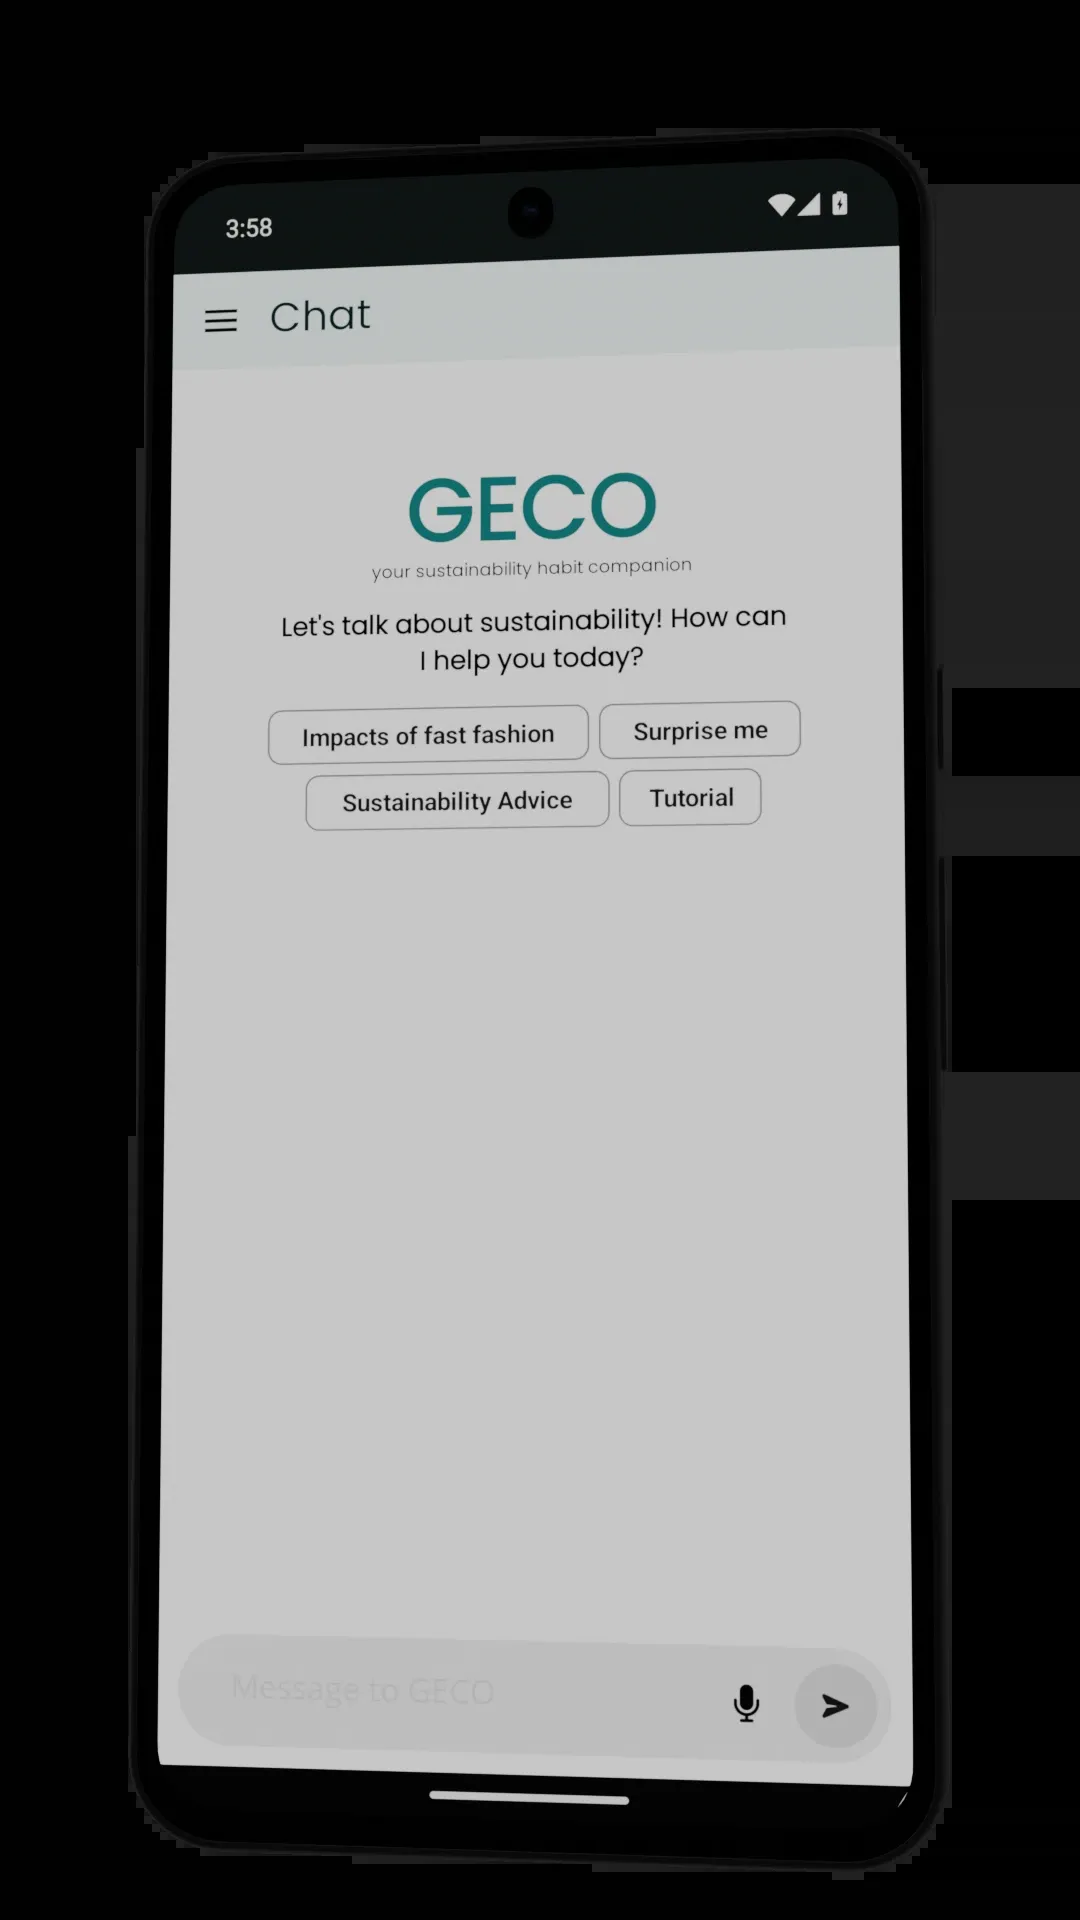 3:58
Chat
GECO
your sustainability habit companion
Let's talk about sustainability! How can
I help you today?
Impacts of fast fashion
Surprise me
Sustainability Advice
Tutorial
Message to GECO